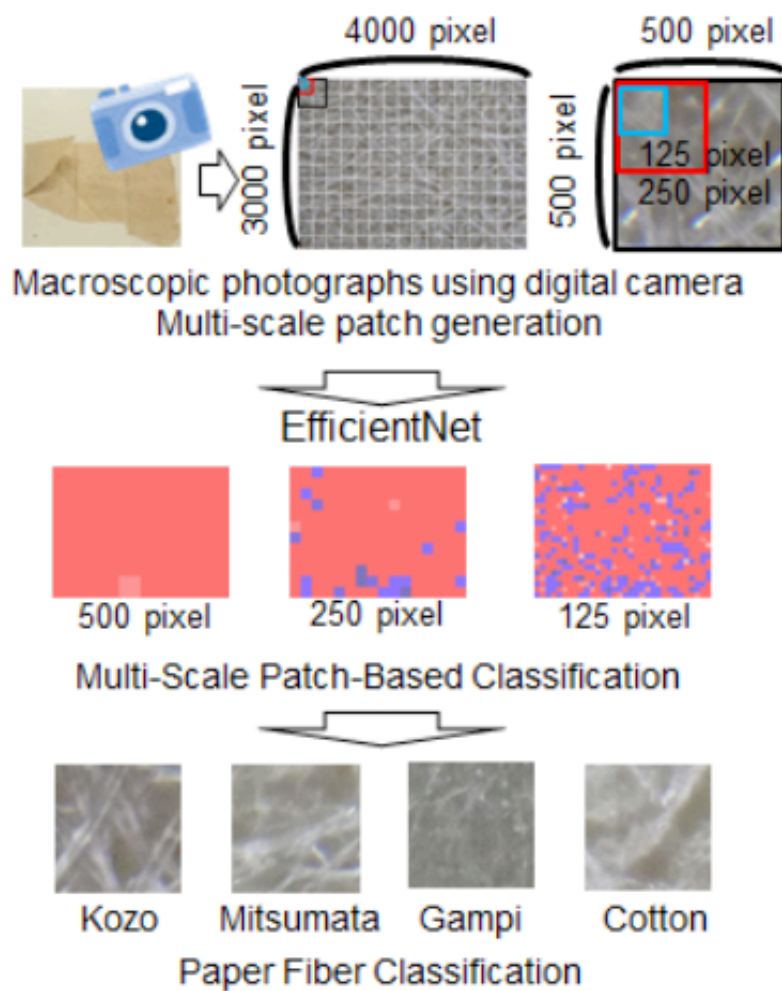 4000 pixel
500 pixel
3000 pixel
500 pixel
125 pixel
250 pixel
Macroscopic photographs using digital camera
Multi-scale patch generation
EfficientNet
500 pixel
250 pixel
125 pixel
Multi-Scale Patch-Based Classification
Kozo
Mitsumata
Gampi
Cotton
Paper Fiber Classification